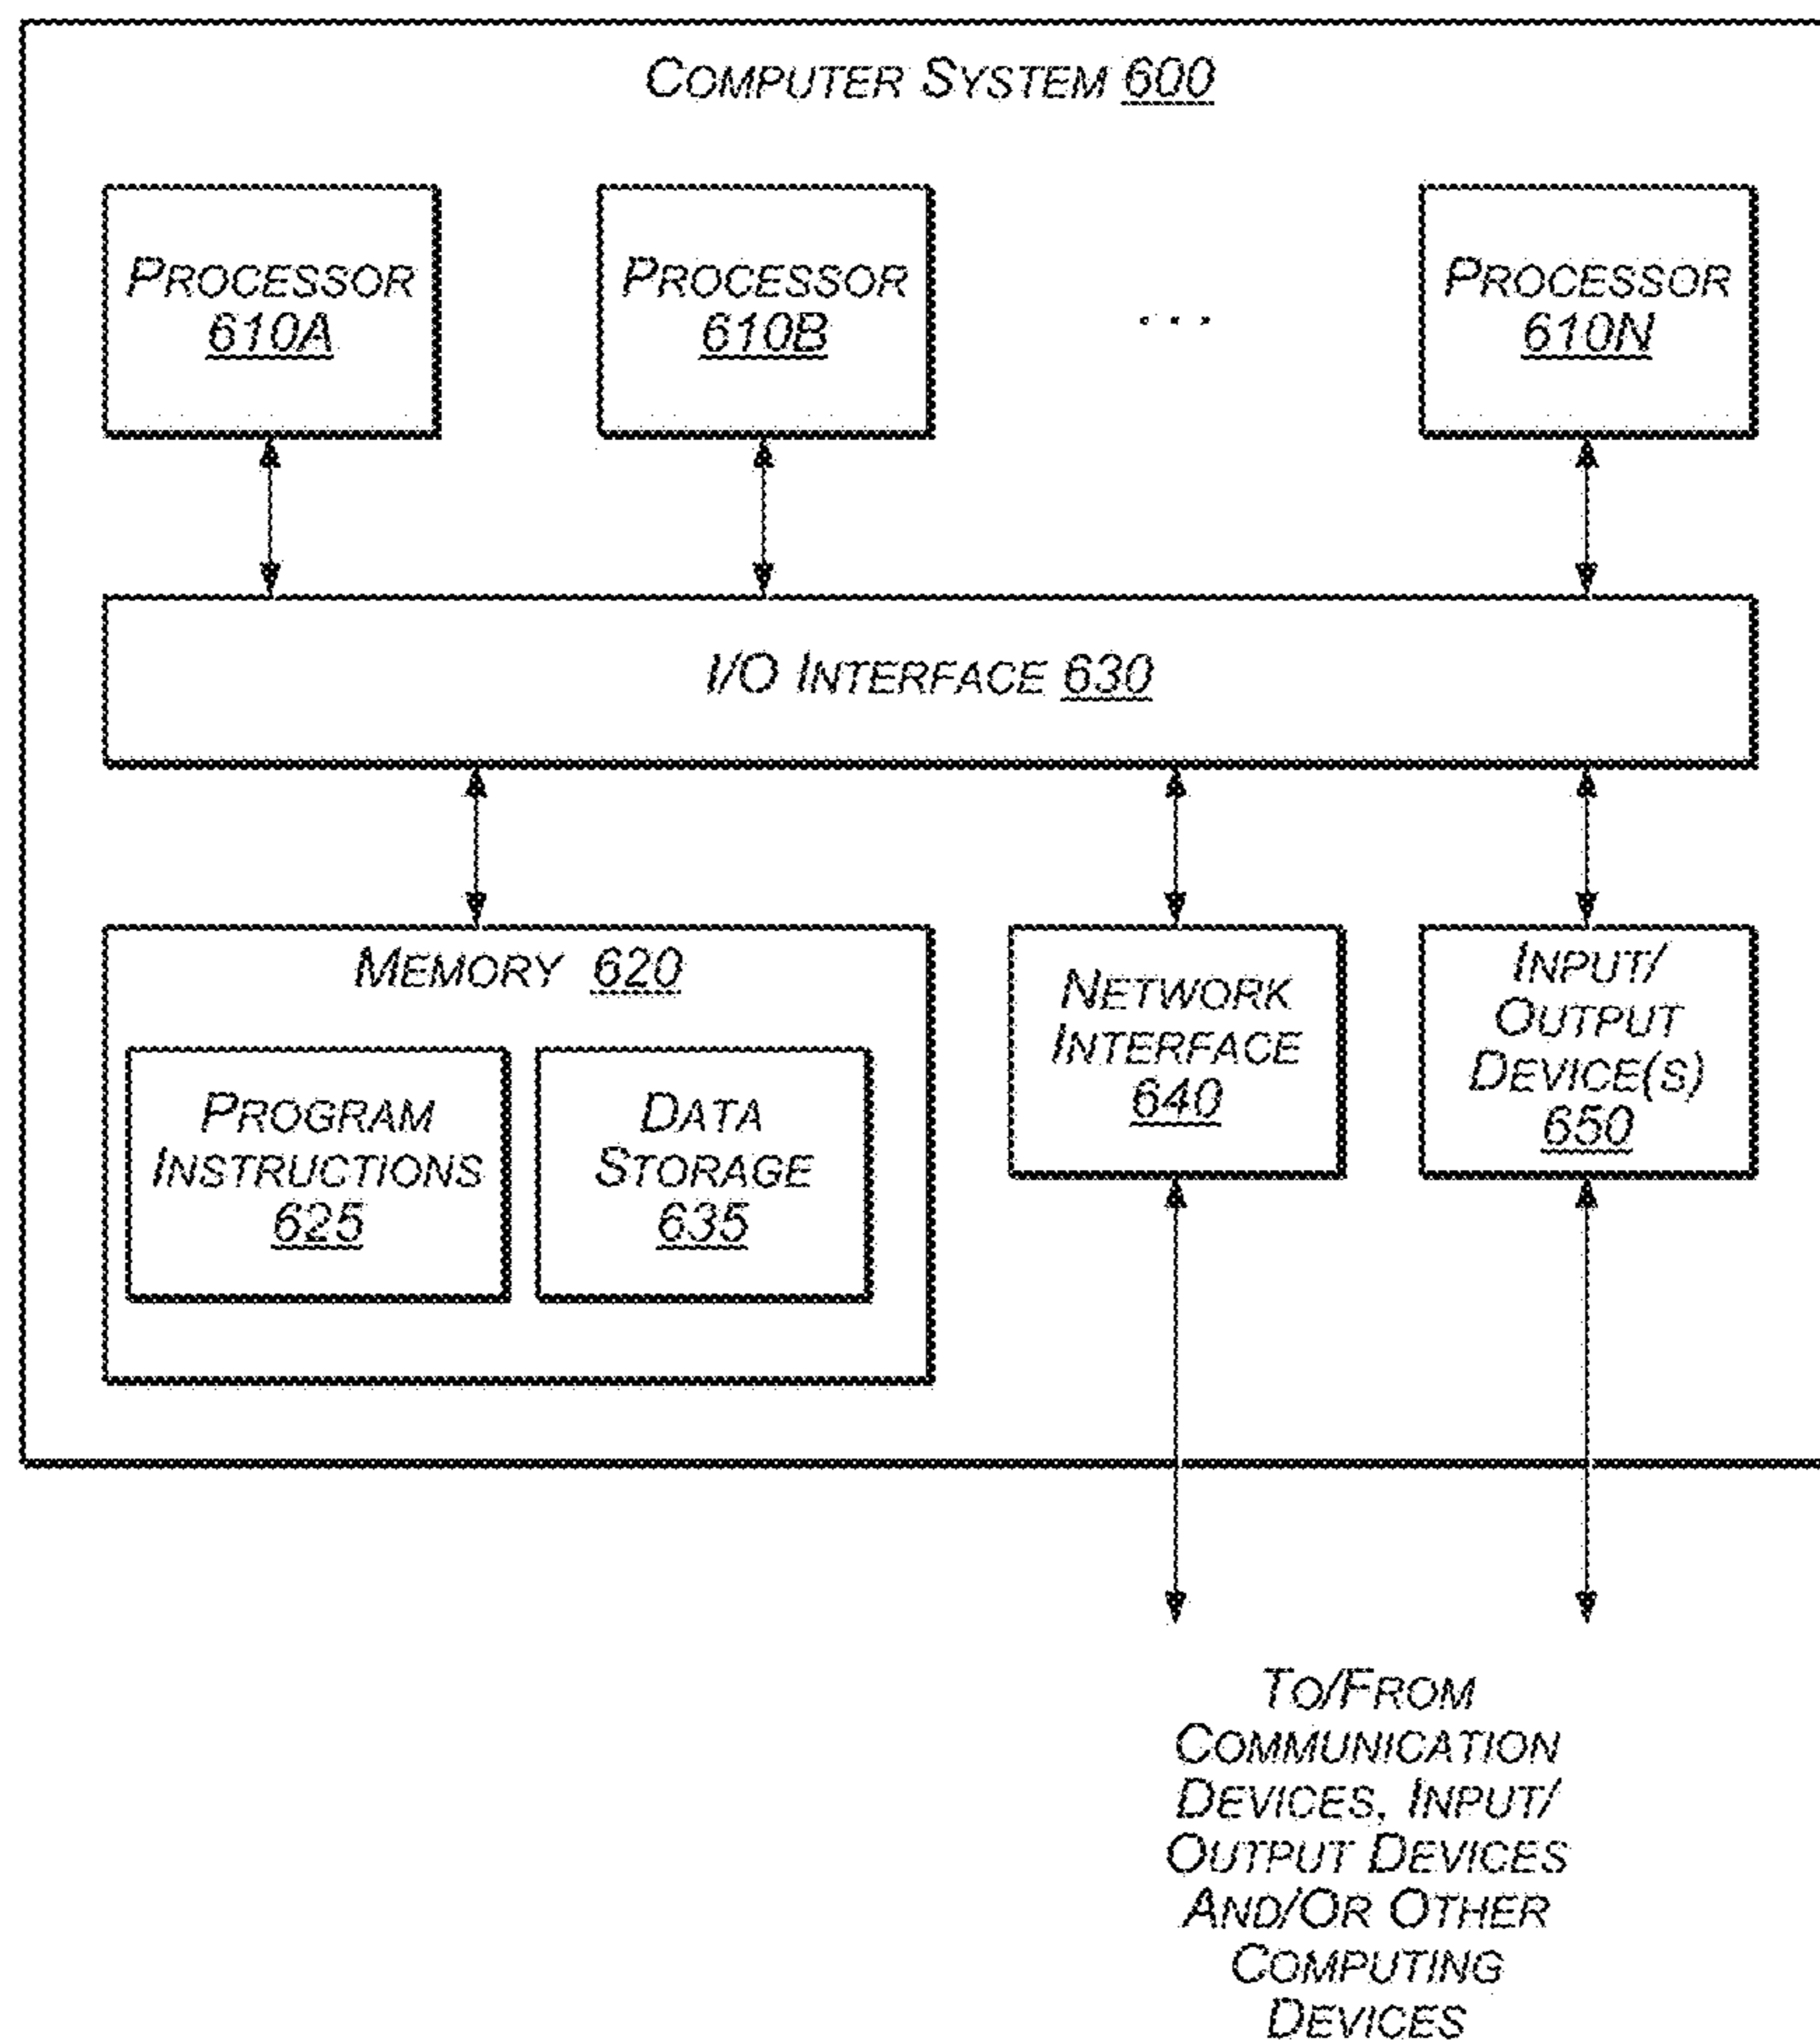 COMPUTER SYSTEM 600
PROCESSOR
610A
PROCESSOR
610B
. . .
PROCESSOR
610N
I/O INTERFACE 630
MEMORY 620
PROGRAM
INSTRUCTIONS
625
DATA
STORAGE
635
NETWORK
INTERFACE
640
INPUT/
OUTPUT
DEVICE(S)
650
TO/FROM
COMMUNICATION
DEVICES, INPUT/
OUTPUT DEVICES
AND/OR OTHER
COMPUTING
DEVICES